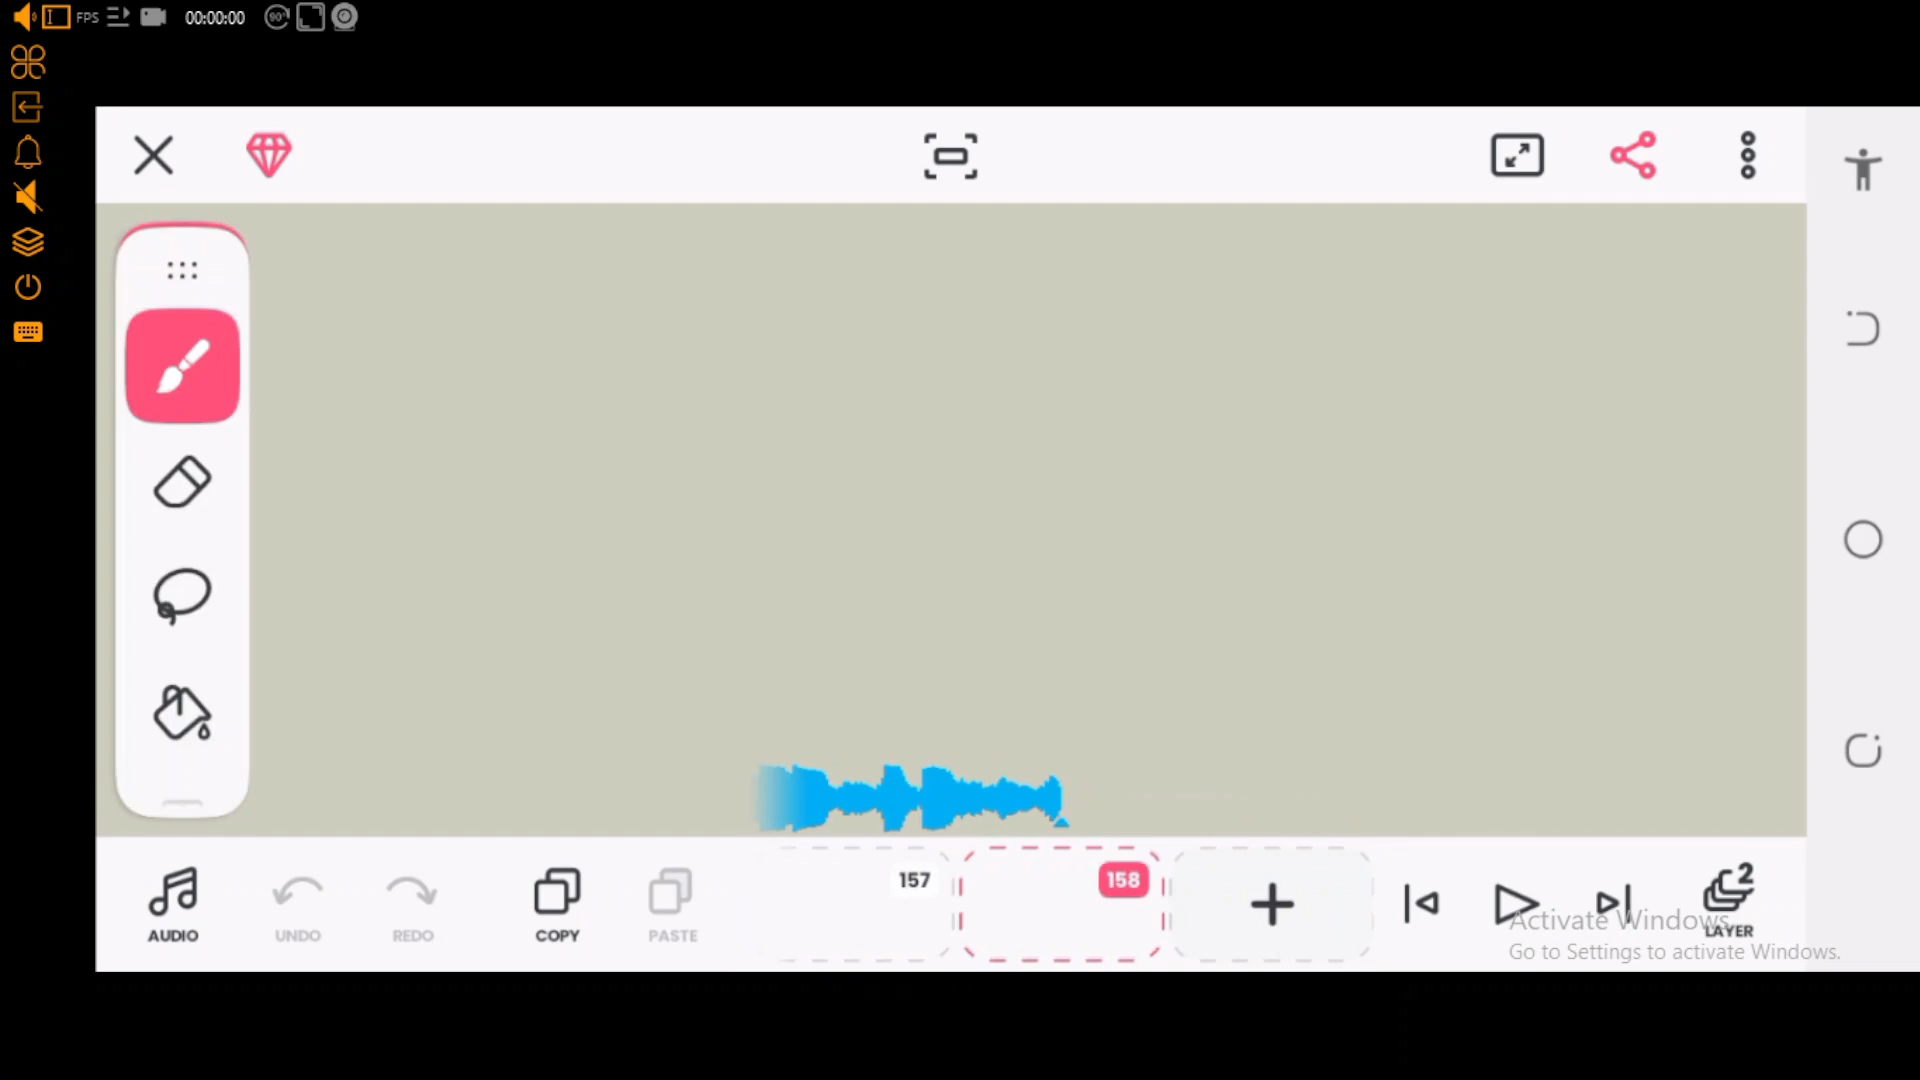 FPS 00:00:00 90°
157 158
2
AUDIO UNDO REDO COPY PASTE LAYER
Activate Windows
Go to Settings to activate Windows.